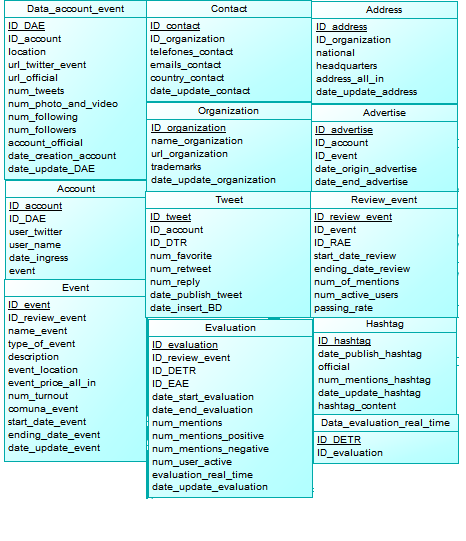 Data_account_event
ID_DAE
ID_account
location
url_twitter_event
url_official
num_tweets
num_photo_and_video
num_following
num_followers
account_official
date_creation_account
date_update_DAE
Contact
ID_contact
ID_organization
telefones_contact
emails_contact
country_contact
date_update_contact
Address
ID_address
ID_organization
national
headquarters
address_all_in
date_update_address
Organization
ID_organization
name_organization
url_organization
trademarks
date_update_organization
Advertise
ID_advertise
ID_account
ID_event
date_origin_advertise
date_end_advertise
Account
ID_account
ID_DAE
user_twitter
user_name
date_ingress
event
Tweet
ID_tweet
ID_account
ID_DTR
num_favorite
num_retweet
num_reply
date_publish_tweet
date_insert_BD
Review_event
ID_review_event
ID_event
ID_RAE
start_date_review
ending_date_review
num_of_mentions
num_active_users
passing_rate
Event
ID_event
ID_review_event
name_event
type_of_event
description
event_location
event_price_all_in
num_turnout
comuna_event
start_date_event
ending_date_event
date_update_event
Evaluation
ID_evaluation
ID_review_event
ID_DETR
ID_EAE
date_start_evaluation
date_end_evaluation
num_mentions
num_mentions_positive
num_mentions_negative
num_user_active
evaluation_real_time
date_update_evaluation
Hashtag
ID_hashtag
date_publish_hashtag
official
num_mentions_hashtag
date_update_hashtag
hashtag_content
Data_evaluation_real_time
ID_DETR
ID_evaluation